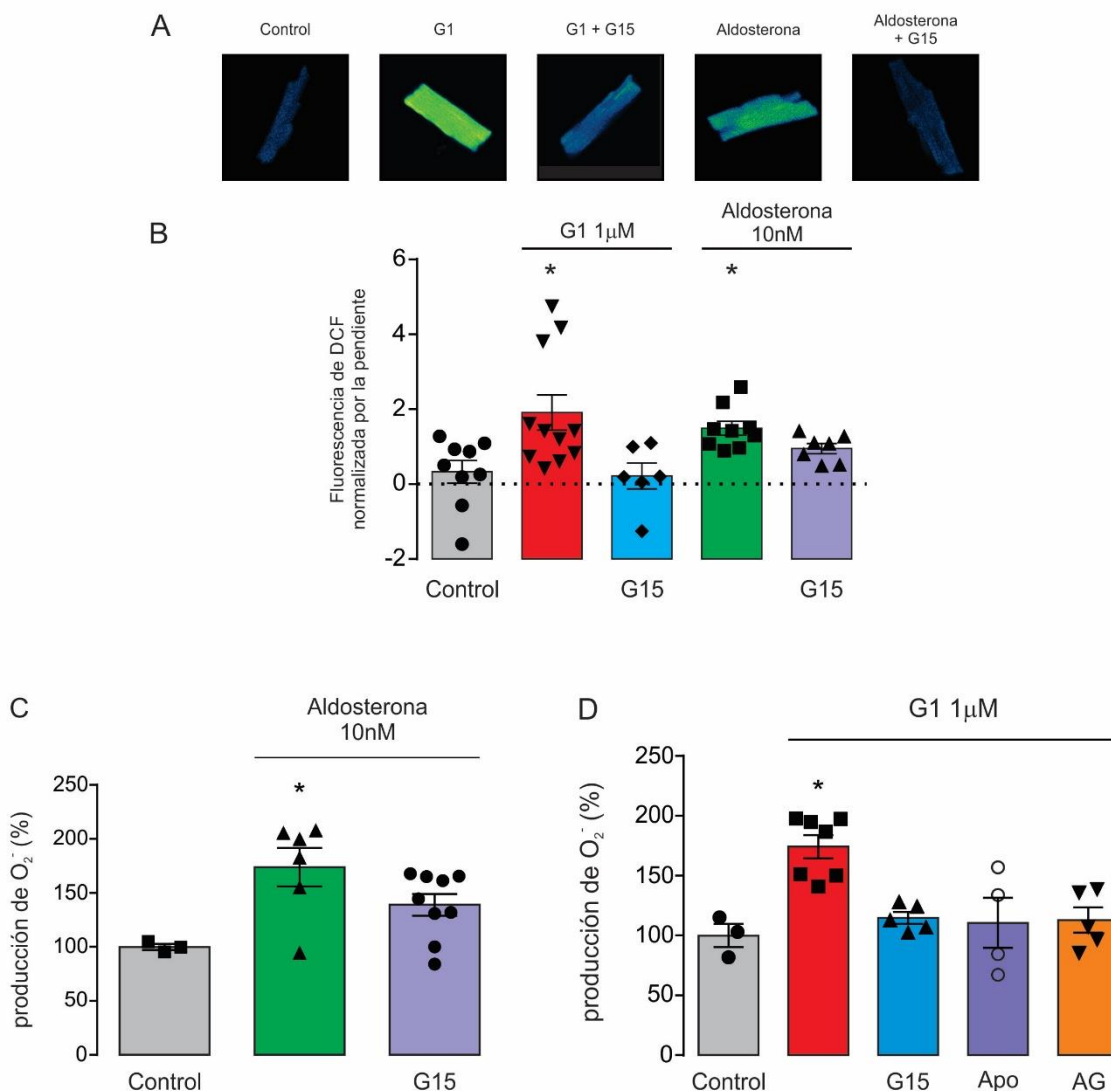 A
Control
G1
G1 + G15
Aldosterona
Aldosterona
+ G15
B
G1 1μM
Aldosterona
10nM
Fluorescencia de DCF
normalizada por la pendiente
6
4
2
0
-2
*
*
Control
G15
G15
C
Aldosterona
10nM
producción de O₂⁻ (%)
250
200
150
100
50
0
*
Control
G15
D
G1 1μM
producción de O₂⁻ (%)
250
200
150
100
50
0
*
Control
G15
Apo
AG